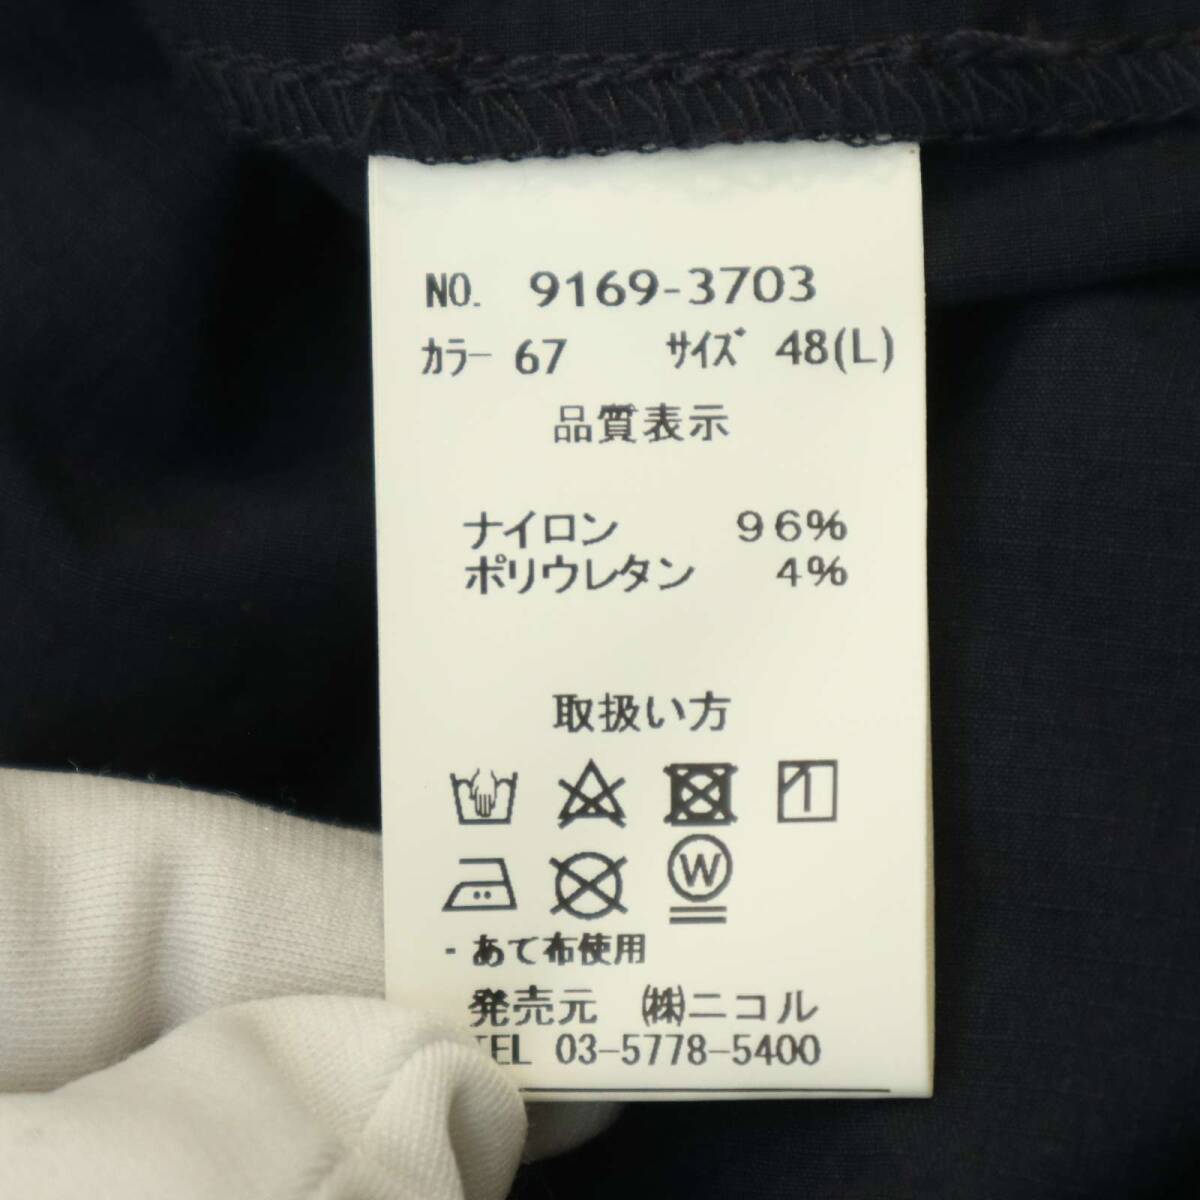 NO. 9169-3703
カラー 67 サイズ 48(L)
品質表示
ナイロン 96%
ポリウレタン 4%
取扱い方
W
・あて布使用
発売元 ㈱ニコル
TEL 03-5778-5400